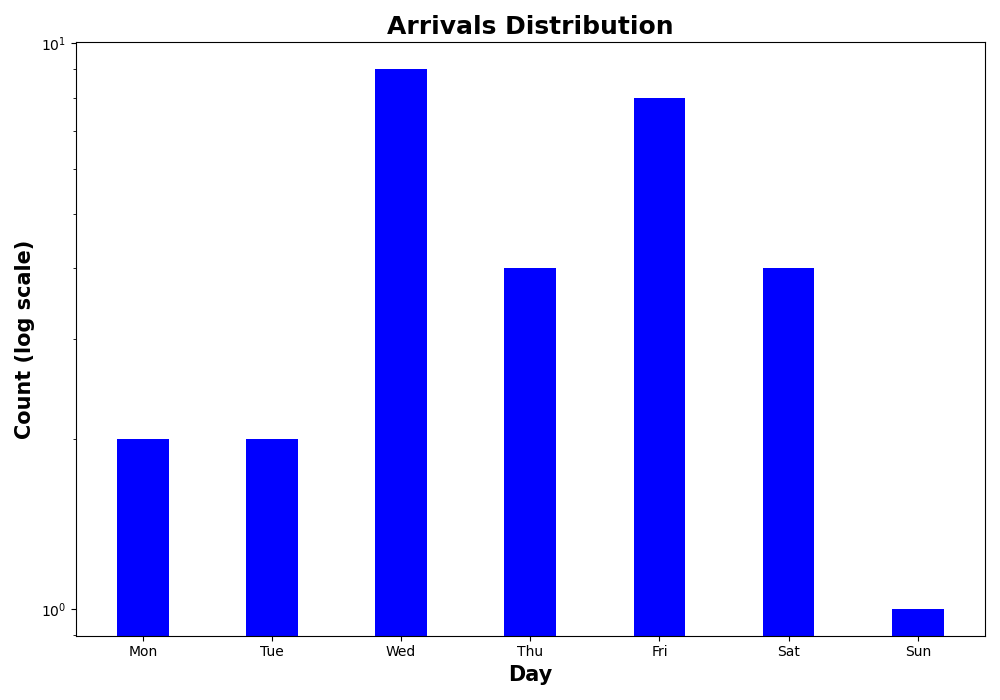 Arrivals Distribution
10¹
10⁰
Count (log scale)
Mon Tue Wed Thu Fri Sat Sun
Day